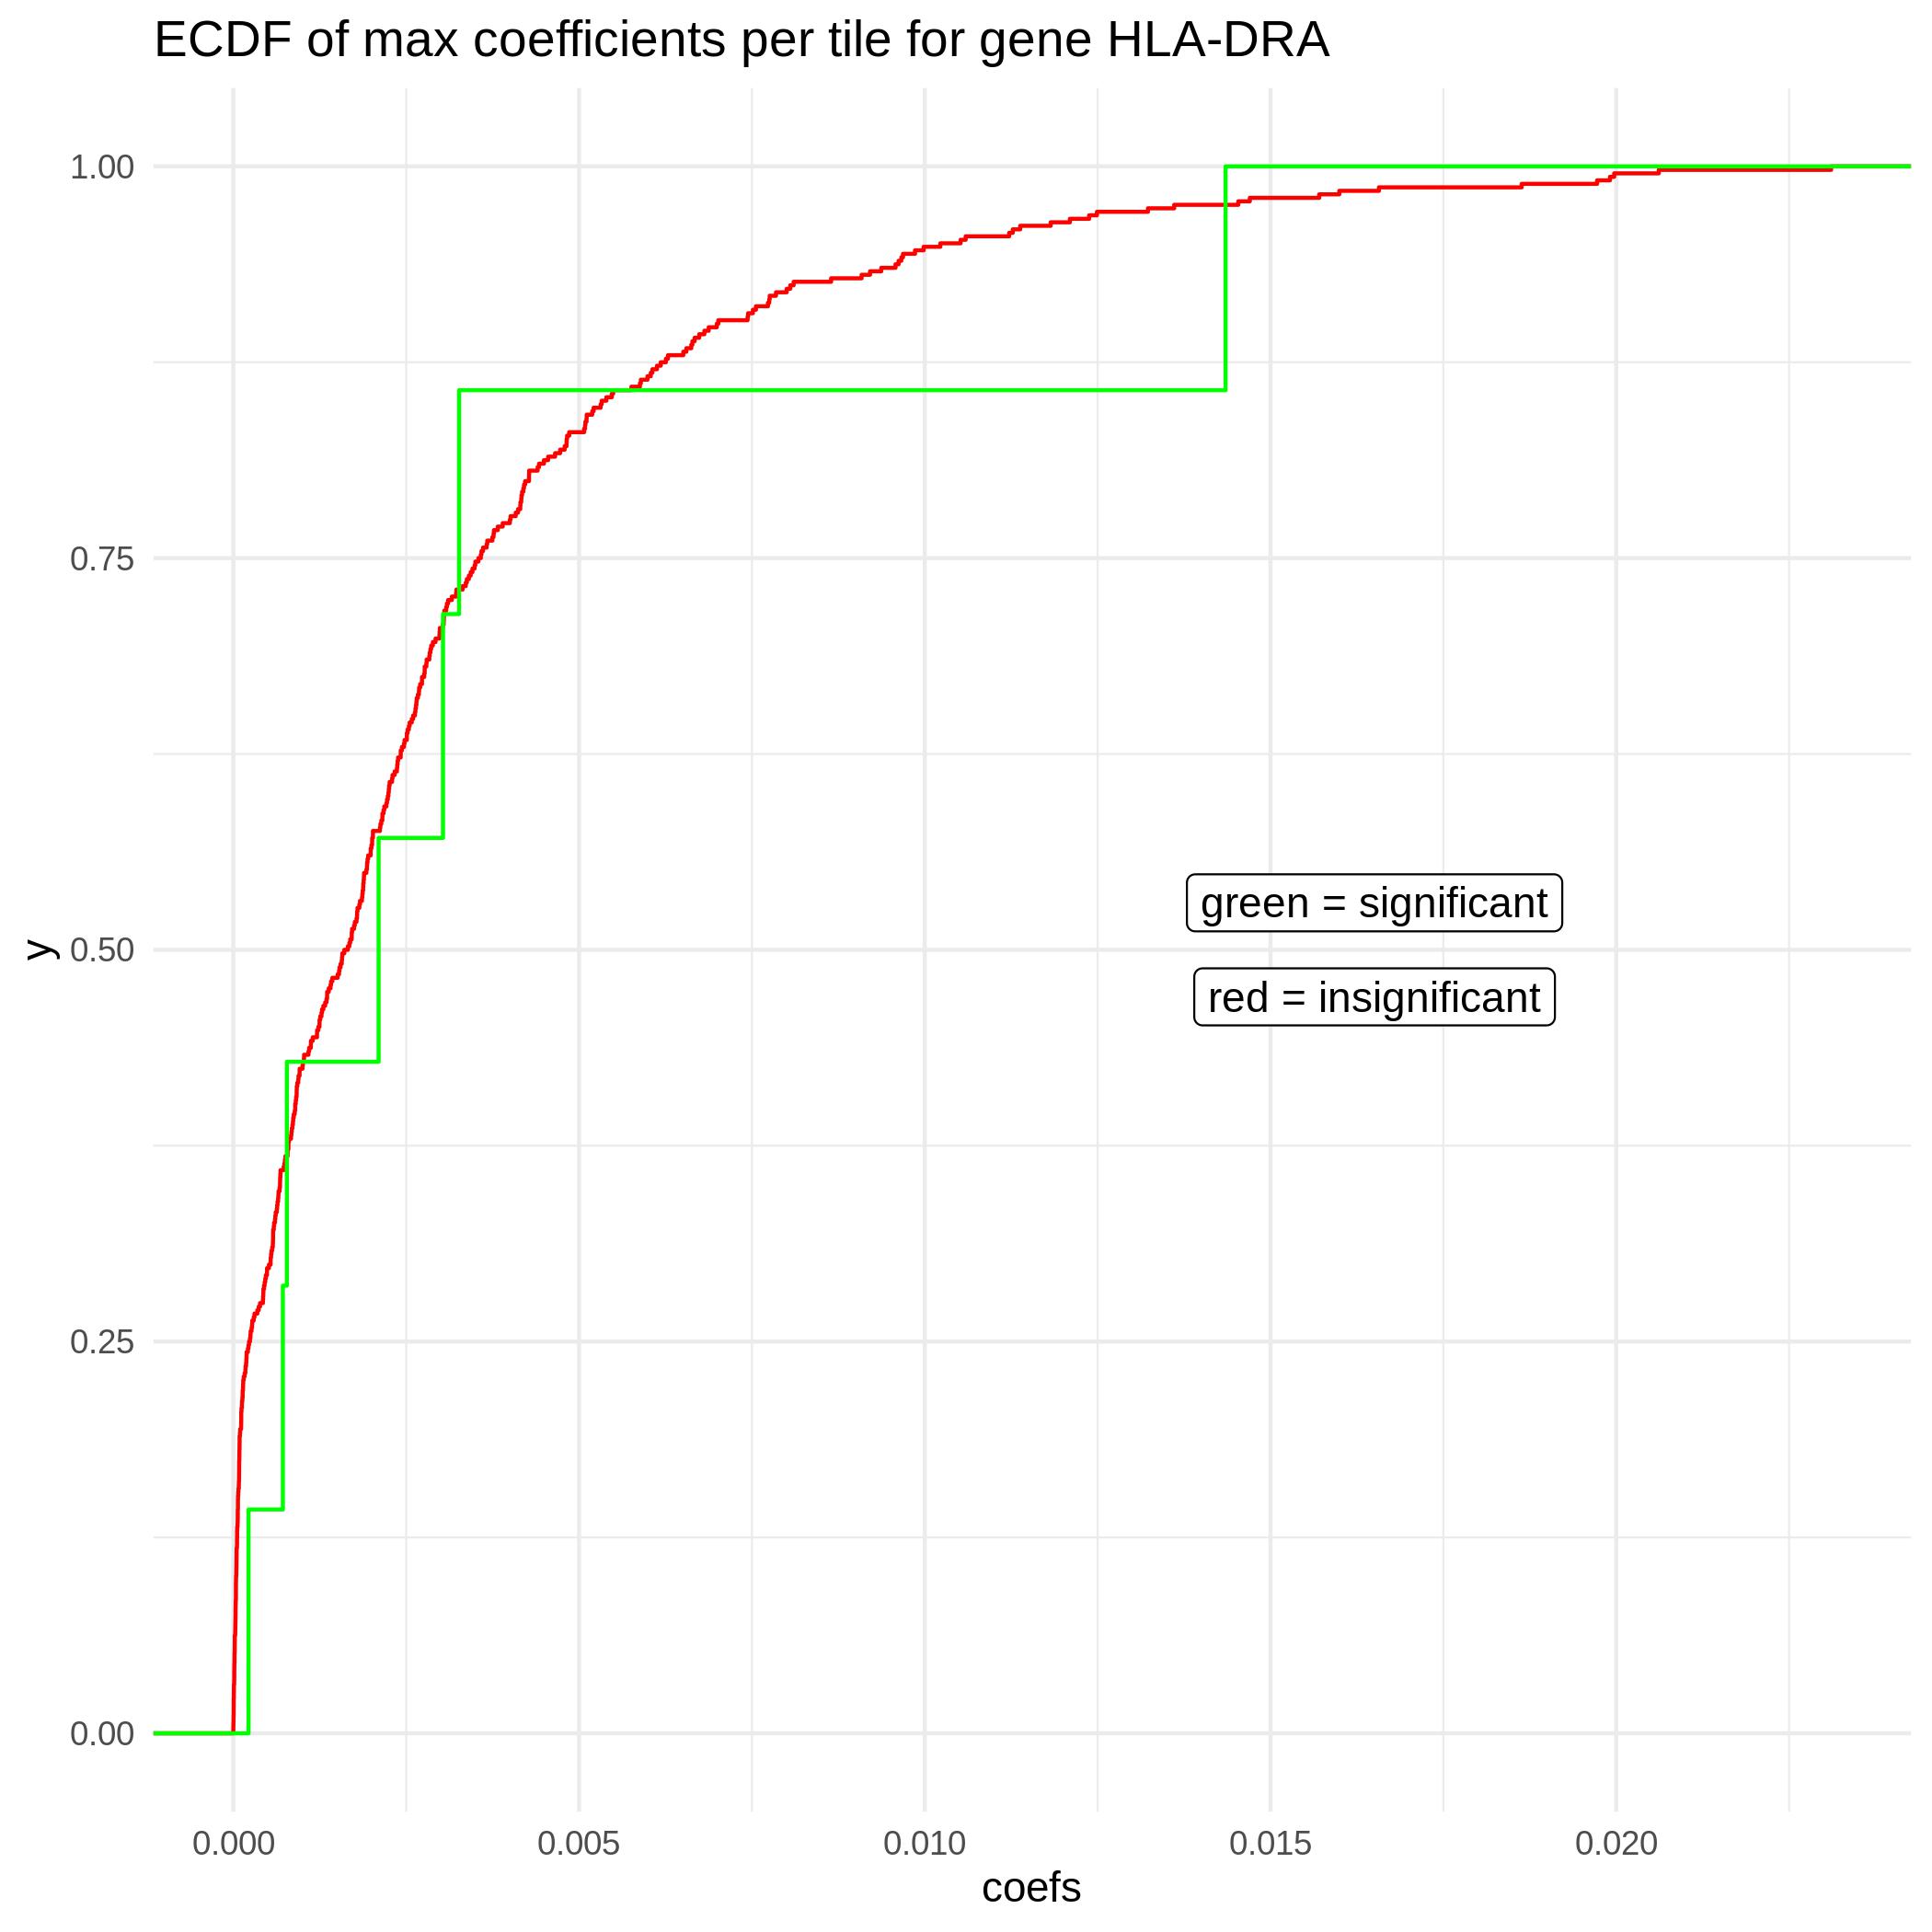 ECDF of max coefficients per tile for gene HLA-DRA
1.00
0.75
0.50
0.25
0.00
y
green = significant
red = insignificant
0.000 0.005 0.010 0.015 0.020
coefs